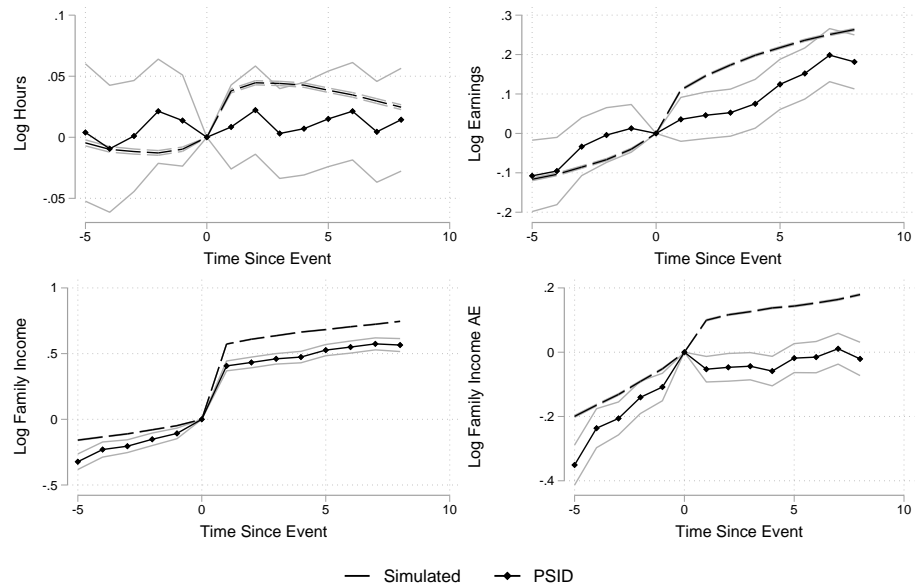 Log Hours
.1
.05
0
-.05
-5 0 5 10
Time Since Event
Log Earnings
.3
.2
.1
0
-.1
-.2
-5 0 5 10
Time Since Event
Log Family Income
1
.5
0
-.5
-5 0 5 10
Time Since Event
Log Family Income AE
.2
0
-.2
-.4
-5 0 5 10
Time Since Event
Simulated PSID